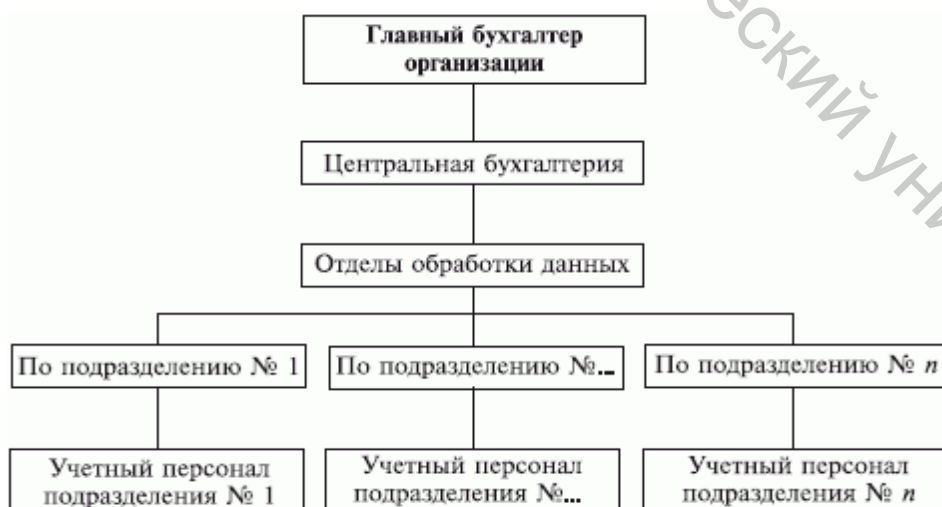 Главный бухгалтер
организации
Центральная бухгалтерия
Отделы обработки данных
По подразделению № 1
По подразделению №...
По подразделению № n
Учетный персонал
подразделения № 1
Учетный персонал
подразделения №...
Учетный персонал
подразделения № n